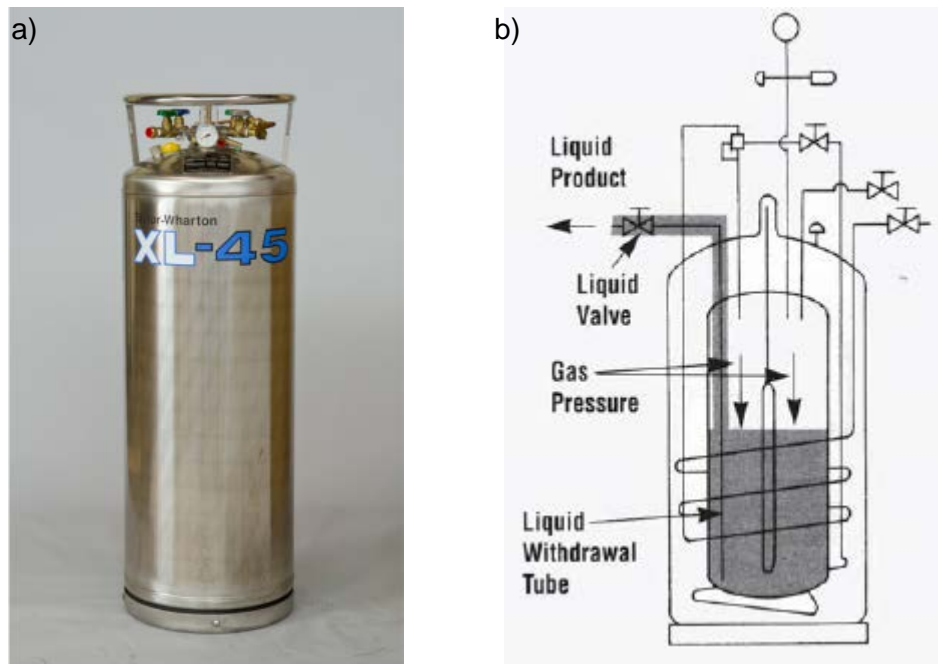 a)
XL-45
b)
Liquid
Product
Liquid
Valve
Gas
Pressure
Liquid
Withdrawal
Tube